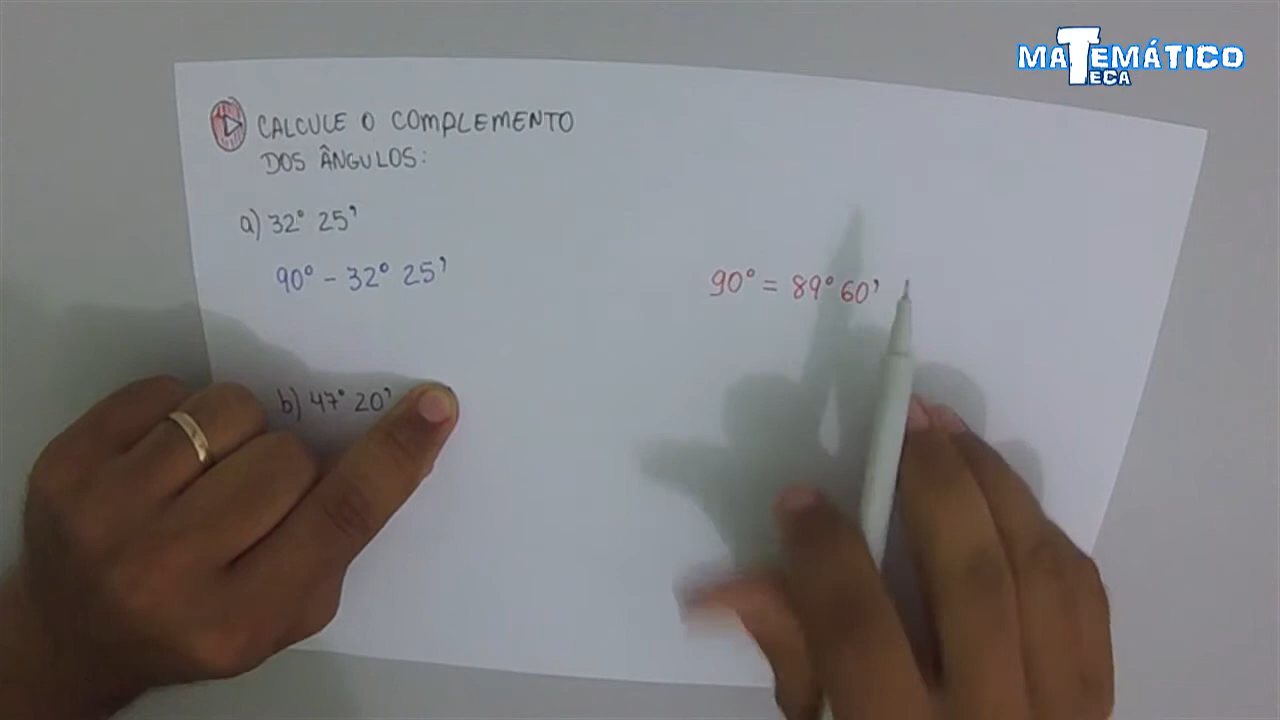 MATEMÁTICO
TECA
CALCULE O COMPLEMENTO
DOS ÂNGULOS:
a) 32° 25'
90° - 32° 25'
90° = 89° 60'
b) 47° 20'